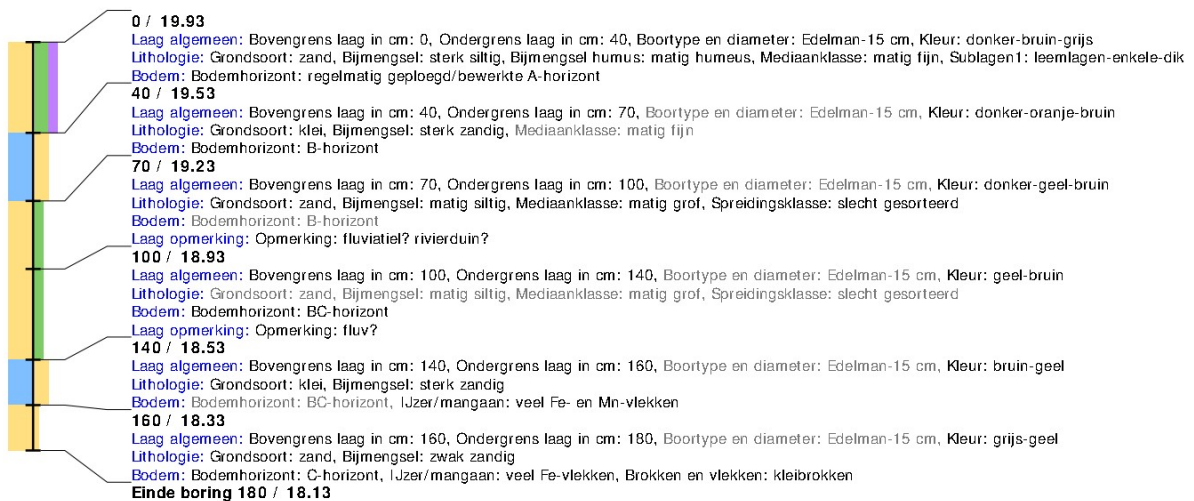 0 / 19.93
Laag algemeen: Bovengrens laag in cm: 0, Ondergrens laag in cm: 40, Boortype en diameter: Edelman-15 cm, Kleur: donker-bruin-grijs
Lithologie: Grondsoort: zand, Bijmengsel: sterk siltig, Bijmengsel humus: matig humeus, Mediaanklasse: matig fijn, Sublagen1: leemlagen-enkele-dik
Bodem: Bodemhorizont: regelmatig geploegd/bewerkte A-horizont
40 / 19.53
Laag algemeen: Bovengrens laag in cm: 40, Ondergrens laag in cm: 70, Boortype en diameter: Edelman-15 cm, Kleur: donker-oranje-bruin
Lithologie: Grondsoort: klei, Bijmengsel: sterk zandig, Mediaanklasse: matig fijn
Bodem: Bodemhorizont: B-horizont
70 / 19.23
Laag algemeen: Bovengrens laag in cm: 70, Ondergrens laag in cm: 100, Boortype en diameter: Edelman-15 cm, Kleur: donker-geel-bruin
Lithologie: Grondsoort: zand, Bijmengsel: matig siltig, Mediaanklasse: matig grof, Spreidingsklasse: slecht gesorteerd
Bodem: Bodemhorizont: B-horizont
Laag opmerking: Opmerking: fluviatiel? rivierduin?
100 / 18.93
Laag algemeen: Bovengrens laag in cm: 100, Ondergrens laag in cm: 140, Boortype en diameter: Edelman-15 cm, Kleur: geel-bruin
Lithologie: Grondsoort: zand, Bijmengsel: matig siltig, Mediaanklasse: matig grof, Spreidingsklasse: slecht gesorteerd
Bodem: Bodemhorizont: BC-horizont
Laag opmerking: Opmerking: fluv?
140 / 18.53
Laag algemeen: Bovengrens laag in cm: 140, Ondergrens laag in cm: 160, Boortype en diameter: Edelman-15 cm, Kleur: bruin-geel
Lithologie: Grondsoort: klei, Bijmengsel: sterk zandig
Bodem: Bodemhorizont: BC-horizont, IJzer/mangaan: veel Fe- en Mn-vlekken
160 / 18.33
Laag algemeen: Bovengrens laag in cm: 160, Ondergrens laag in cm: 180, Boortype en diameter: Edelman-15 cm, Kleur: grijs-geel
Lithologie: Grondsoort: zand, Bijmengsel: zwak zandig
Bodem: Bodemhorizont: C-horizont, IJzer/mangaan: veel Fe-vlekken, Brokken en vlekken: kleibrokken
Einde boring 180 / 18.13